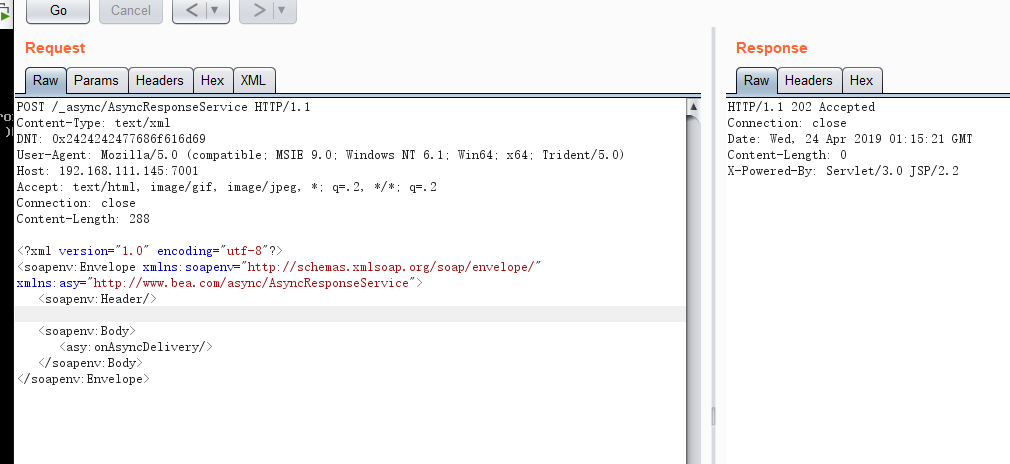 Go
Cancel
<
>
Request
Raw
Params
Headers
Hex
XML
POST /_async/AsyncResponseService HTTP/1.1
Content-Type: text/xml
DNT: 0x2424242477686f616d69
User-Agent: Mozilla/5.0 (compatible; MSIE 9.0; Windows NT 6.1; Win64; x64; Trident/5.0)
Host: 192.168.111.145:7001
Accept: text/html, image/gif, image/jpeg, *; q=.2, */*; q=.2
Connection: close
Content-Length: 288
<?xml version="1.0" encoding="utf-8"?>
<soapenv:Envelope xmlns:soapenv="http://schemas.xmlsoap.org/soap/envelope/"
xmlns:asy="http://www.bea.com/async/AsyncResponseService">
<soapenv:Header/>
<soapenv:Body>
<asy:onAsyncDelivery/>
</soapenv:Body>
</soapenv:Envelope>
Response
Raw
Headers
Hex
HTTP/1.1 202 Accepted
Connection: close
Date: Wed, 24 Apr 2019 01:15:21 GMT
Content-Length: 0
X-Powered-By: Servlet/3.0 JSP/2.2